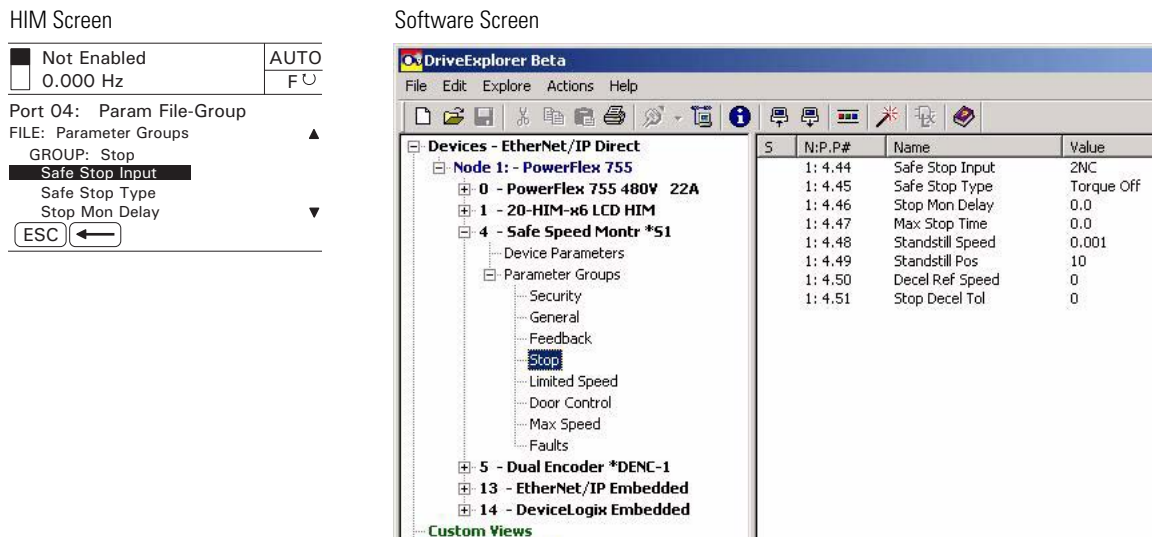 HIM Screen
Not Enabled
0.000 Hz
AUTO
F
Port 04: Param File-Group
FILE: Parameter Groups
GROUP: Stop
Safe Stop Input
Safe Stop Type
Stop Mon Delay
ESC
Software Screen
DriveExplorer Beta
File Edit Explore Actions Help
Devices - EtherNet/IP Direct
Node 1: - PowerFlex 755
0 - PowerFlex 755 480V 22A
1 - 20-HIM-x6 LCD HIM
4 - Safe Speed Montr *S1
Device Parameters
Parameter Groups
Security
General
Feedback
Stop
Limited Speed
Door Control
Max Speed
Faults
5 - Dual Encoder *DENC-1
13 - EtherNet/IP Embedded
14 - DeviceLogix Embedded
Custom Views
S N:P.P# Name Value
1: 4.44 Safe Stop Input 2NC
1: 4.45 Safe Stop Type Torque Off
1: 4.46 Stop Mon Delay 0.0
1: 4.47 Max Stop Time 0.0
1: 4.48 Standstill Speed 0.001
1: 4.49 Standstill Pos 10
1: 4.50 Decel Ref Speed 0
1: 4.51 Stop Decel Tol 0